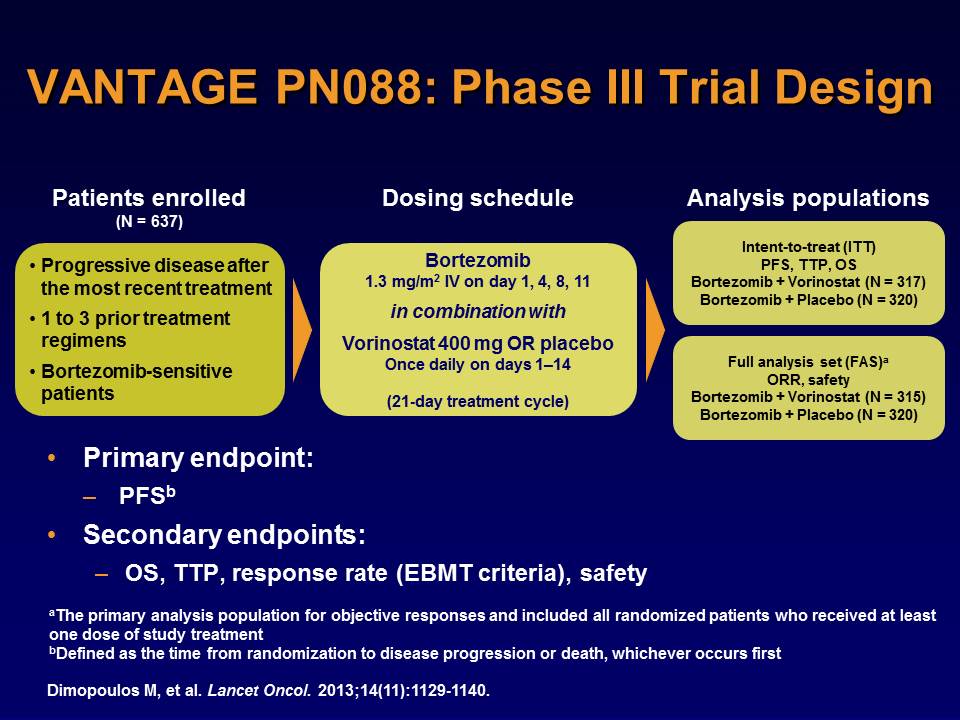 VANTAGE PN088: Phase III Trial Design
Patients enrolled
(N = 637)
• Progressive disease after
the most recent treatment
• 1 to 3 prior treatment
regimens
• Bortezomib-sensitive
patients
Dosing schedule
Bortezomib
1.3 mg/m² IV on day 1, 4, 8, 11
in combination with
Vorinostat 400 mg OR placebo
Once daily on days 1–14
(21-day treatment cycle)
Analysis populations
Intent-to-treat (ITT)
PFS, TTP, OS
Bortezomib + Vorinostat (N = 317)
Bortezomib + Placebo (N = 320)
Full analysis set (FAS)ᵃ
ORR, safety
Bortezomib + Vorinostat (N = 315)
Bortezomib + Placebo (N = 320)
• Primary endpoint:
– PFSᵇ
• Secondary endpoints:
– OS, TTP, response rate (EBMT criteria), safety
ᵃThe primary analysis population for objective responses and included all randomized patients who received at least
one dose of study treatment
ᵇDefined as the time from randomization to disease progression or death, whichever occurs first
Dimopoulos M, et al. Lancet Oncol. 2013;14(11):1129-1140.